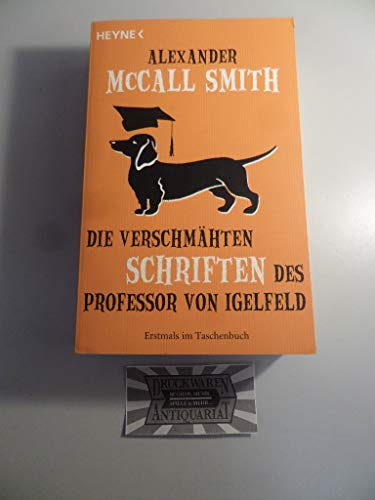 HEYNE<
ALEXANDER
McCALL SMITH
DIE VERSCHMÄHTEN
SCHRIFTEN DES
PROFESSOR VON IGELFELD
Erstmals im Taschenbuch
DRUCKWAREN
ANTIQUARIAT